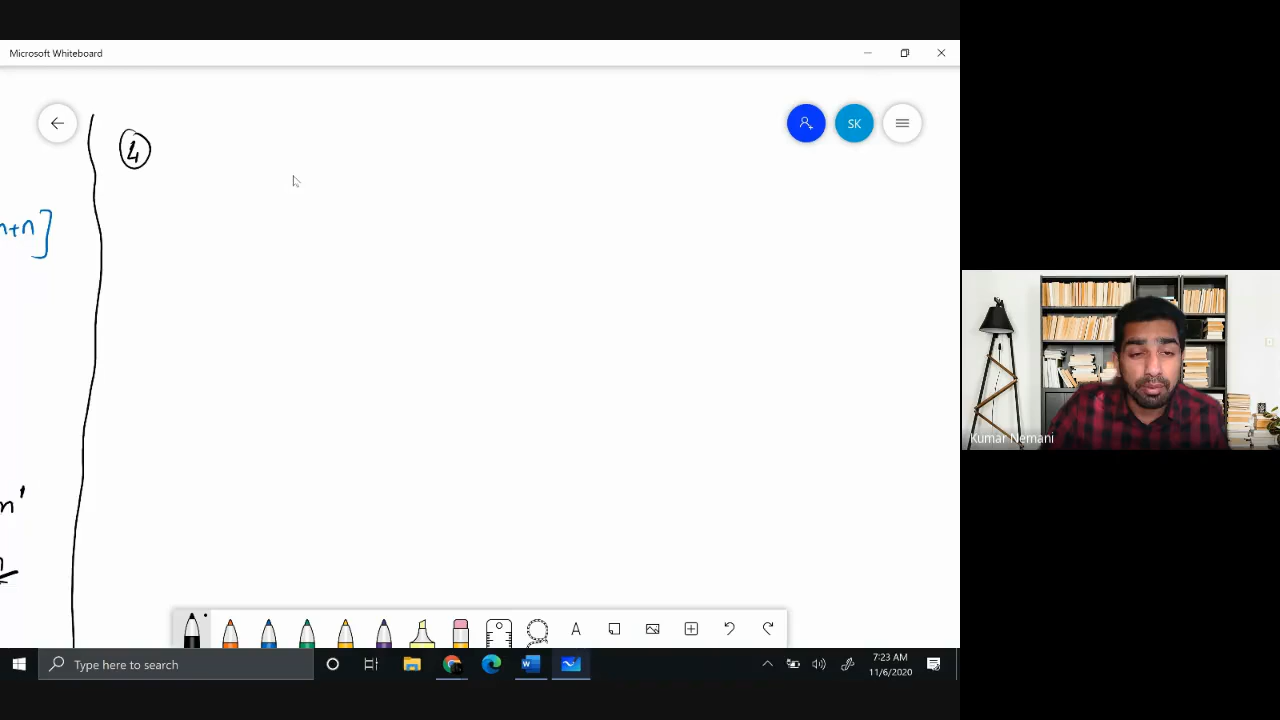 Microsoft Whiteboard
4
SK
n+n]
Kumar Nemani
n'
A
Type here to search
W
7:23 AM
11/6/2020